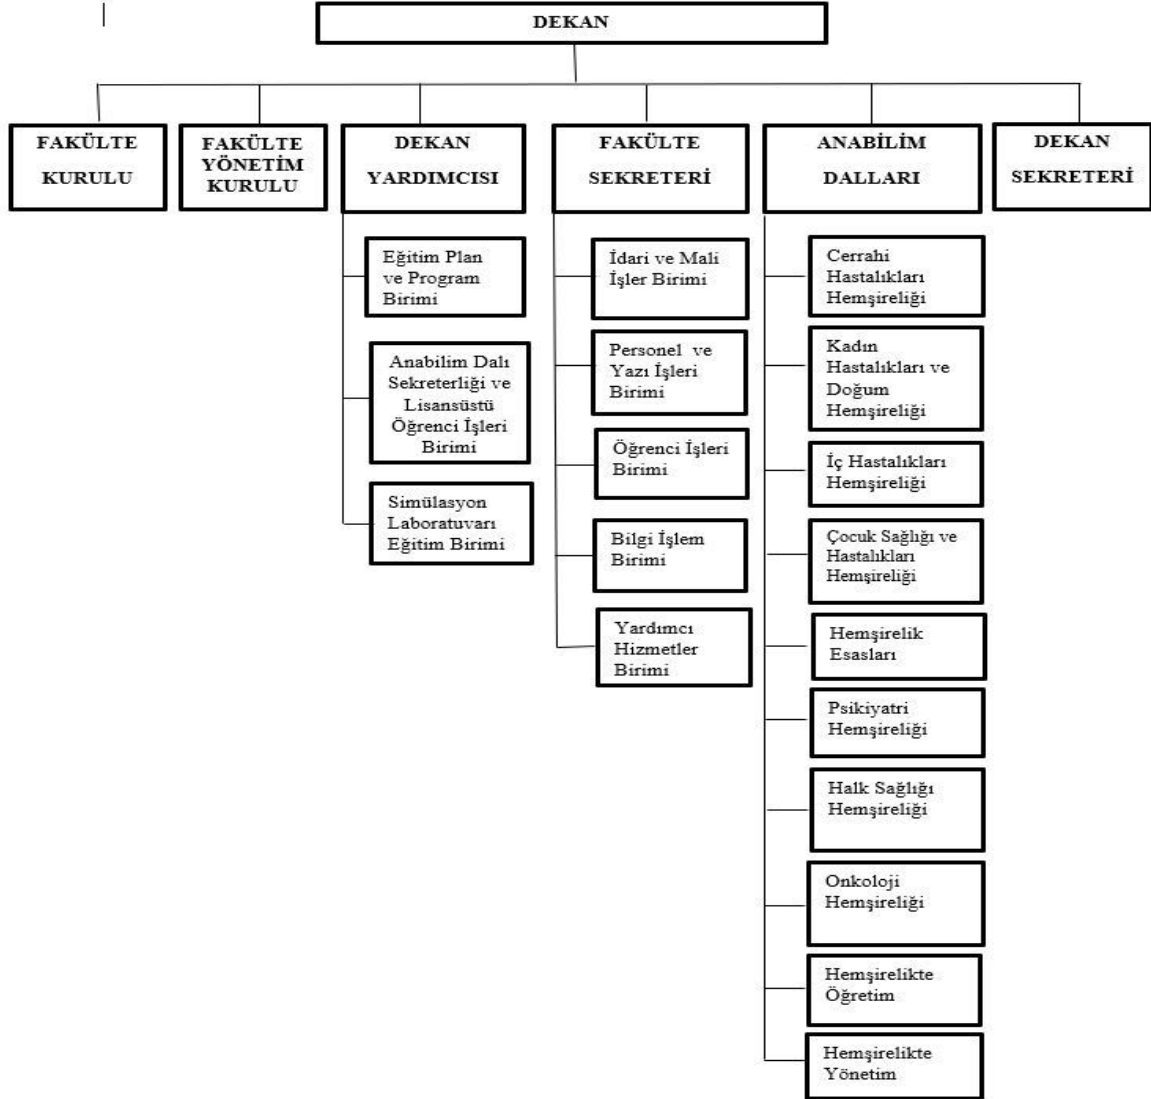 DEKAN
FAKÜLTE
KURULU
FAKÜLTE
YÖNETİM
KURULU
DEKAN
YARDIMCISI
FAKÜLTE
SEKRETERİ
ANABİLİM
DALLARI
DEKAN
SEKRETERİ
Eğitim Plan
ve Program
Birimi
Anabilim Dalı
Sekreterliği ve
Lisansüstü
Öğrenci İşleri
Birimi
Simülasyon
Laboratuvarı
Eğitim Birimi
İdari ve Mali
İşler Birimi
Personel ve
Yazı İşleri
Birimi
Öğrenci İşleri
Birimi
Bilgi İşlem
Birimi
Yardımcı
Hizmetler
Birimi
Cerrahi
Hastalıkları
Hemşireliği
Kadın
Hastalıkları ve
Doğum
Hemşireliği
İç Hastalıkları
Hemşireliği
Çocuk Sağlığı ve
Hastalıkları
Hemşireliği
Hemşirelik
Esasları
Psikiyatri
Hemşireliği
Halk Sağlığı
Hemşireliği
Onkoloji
Hemşireliği
Hemşirelikte
Öğretim
Hemşirelikte
Yönetim